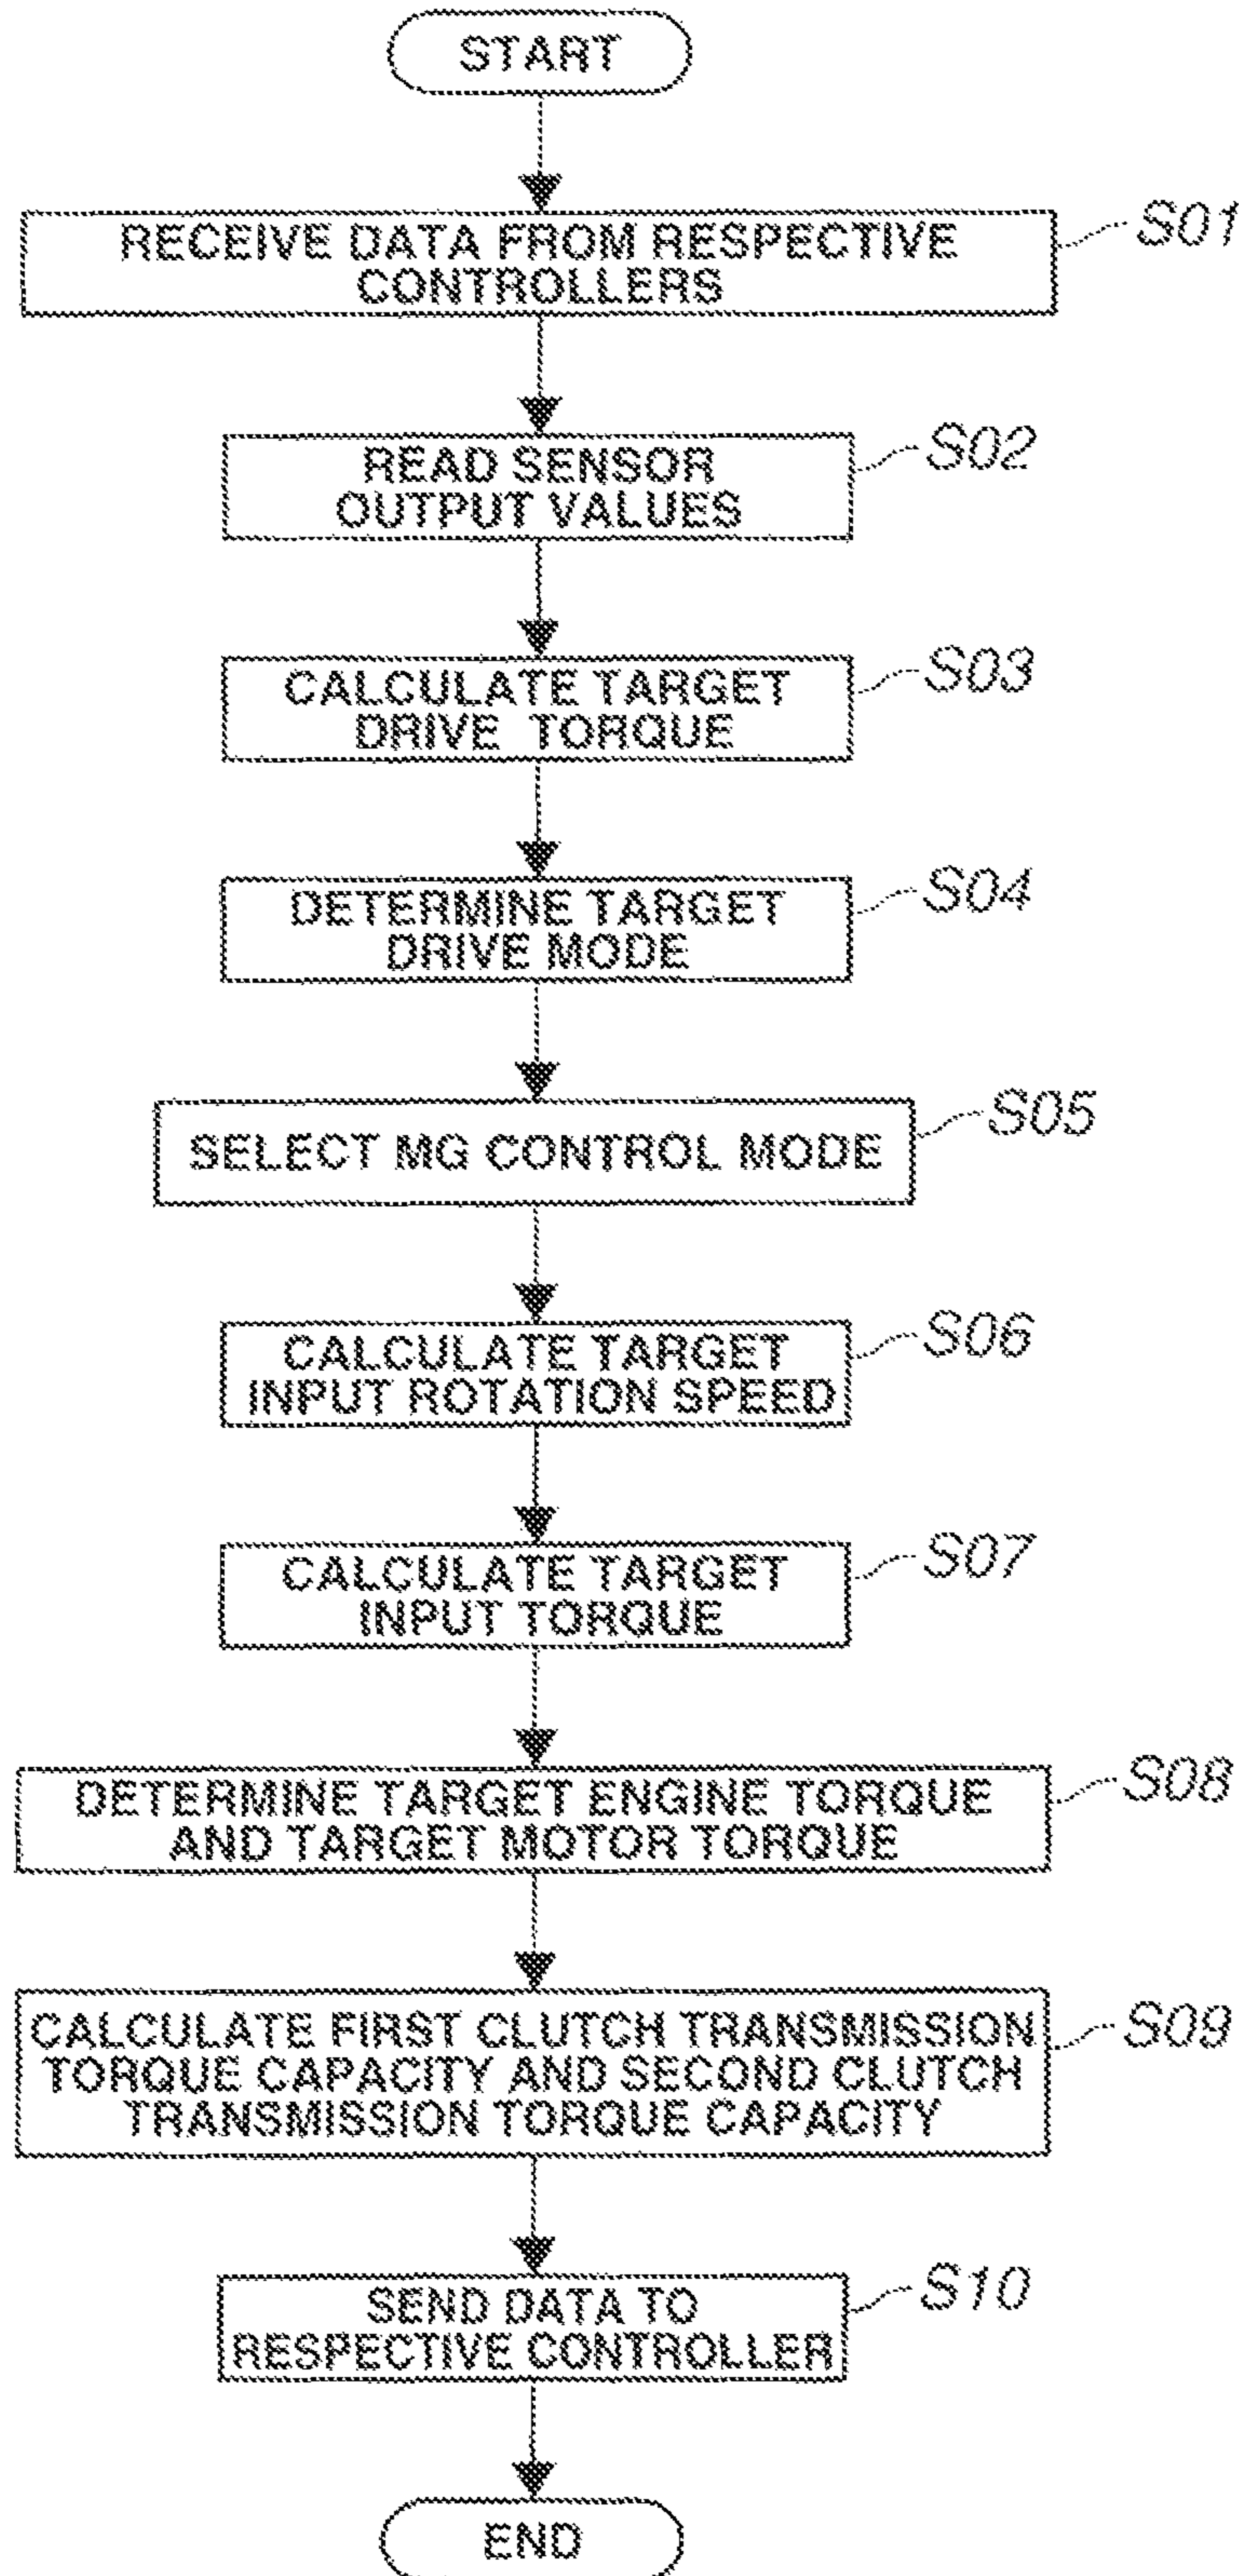 START
RECEIVE DATA FROM RESPECTIVE
CONTROLLERS
S01
READ SENSOR
OUTPUT VALUES
S02
CALCULATE TARGET
DRIVE TORQUE
S03
DETERMINE TARGET
DRIVE MODE
S04
SELECT MG CONTROL MODE
S05
CALCULATE TARGET
INPUT ROTATION SPEED
S06
CALCULATE TARGET
INPUT TORQUE
S07
DETERMINE TARGET ENGINE TORQUE
AND TARGET MOTOR TORQUE
S08
CALCULATE FIRST CLUTCH TRANSMISSION
TORQUE CAPACITY AND SECOND CLUTCH
TRANSMISSION TORQUE CAPACITY
S09
SEND DATA TO
RESPECTIVE CONTROLLER
S10
END